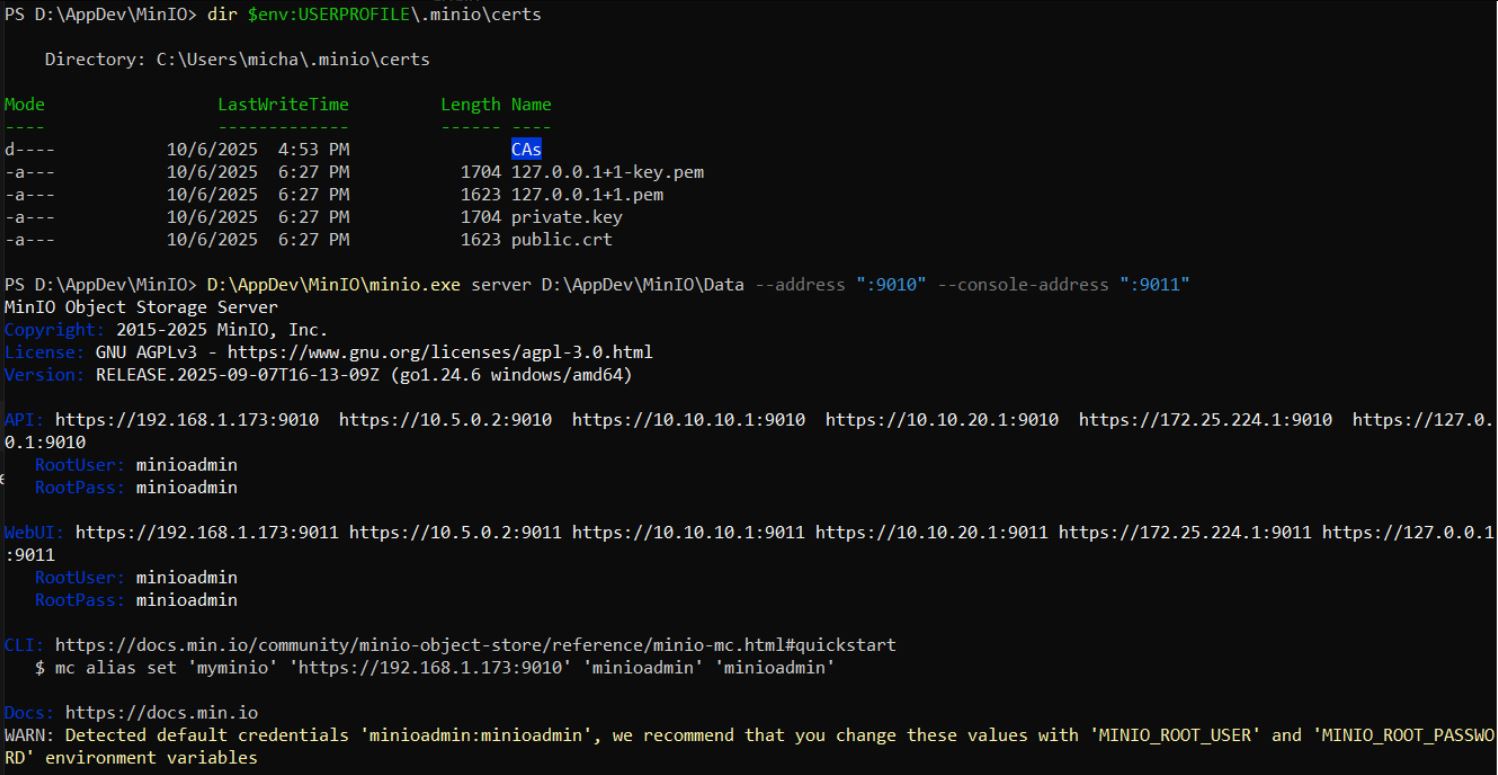 PS D:\AppDev\MinIO> dir $env:USERPROFILE\.minio\certs
Directory: C:\Users\micha\.minio\certs
Mode LastWriteTime Length Name
---- ------------- ------ ----
d---- 10/6/2025 4:53 PM CAs
-a--- 10/6/2025 6:27 PM 1704 127.0.0.1+1-key.pem
-a--- 10/6/2025 6:27 PM 1623 127.0.0.1+1.pem
-a--- 10/6/2025 6:27 PM 1704 private.key
-a--- 10/6/2025 6:27 PM 1623 public.crt
PS D:\AppDev\MinIO> D:\AppDev\MinIO\minio.exe server D:\AppDev\MinIO\Data --address ":9010" --console-address ":9011"
MinIO Object Storage Server
Copyright: 2015-2025 MinIO, Inc.
License: GNU AGPLv3 - https://www.gnu.org/licenses/agpl-3.0.html
Version: RELEASE.2025-09-07T16-13-09Z (go1.24.6 windows/amd64)
API: https://192.168.1.173:9010 https://10.5.0.2:9010 https://10.10.10.1:9010 https://10.10.20.1:9010 https://172.25.224.1:9010 https://127.0.
0.1:9010
RootUser: minioadmin
RootPass: minioadmin
WebUI: https://192.168.1.173:9011 https://10.5.0.2:9011 https://10.10.10.1:9011 https://10.10.20.1:9011 https://172.25.224.1:9011 https://127.0.0.1
:9011
RootUser: minioadmin
RootPass: minioadmin
CLI: https://docs.min.io/community/minio-object-store/reference/minio-mc.html#quickstart
$ mc alias set 'myminio' 'https://192.168.1.173:9010' 'minioadmin' 'minioadmin'
Docs: https://docs.min.io
WARN: Detected default credentials 'minioadmin:minioadmin', we recommend that you change these values with 'MINIO_ROOT_USER' and 'MINIO_ROOT_PASSWO
RD' environment variables